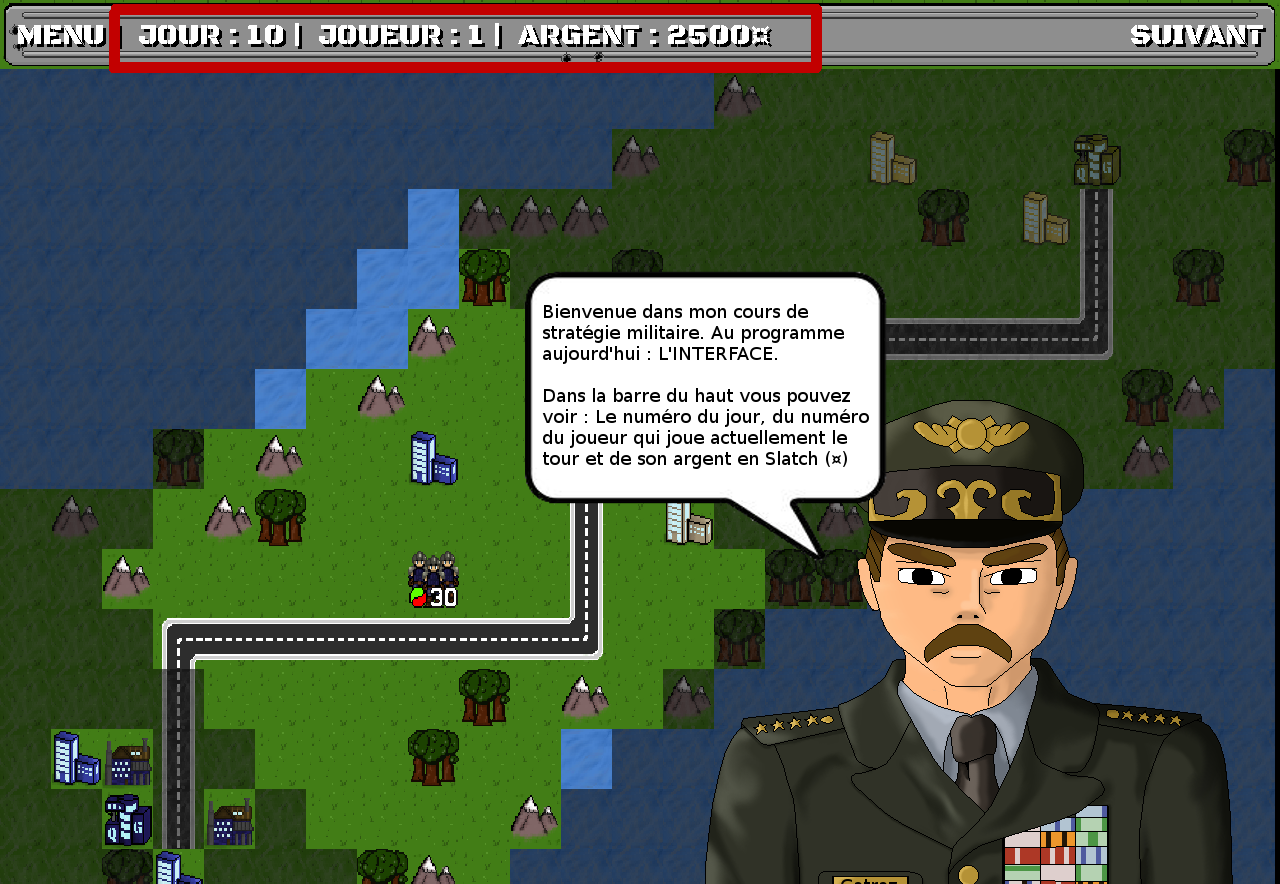 MENU | JOUR : 10 | JOUEUR : 1 | ARGENT : 2500¤ SUIVANT
Bienvenue dans mon cours de
stratégie militaire. Au programme
aujourd'hui : L'INTERFACE.
Dans la barre du haut vous pouvez
voir : Le numéro du jour, du numéro
du joueur qui joue actuellement le
tour et de son argent en Slatch (¤)
30